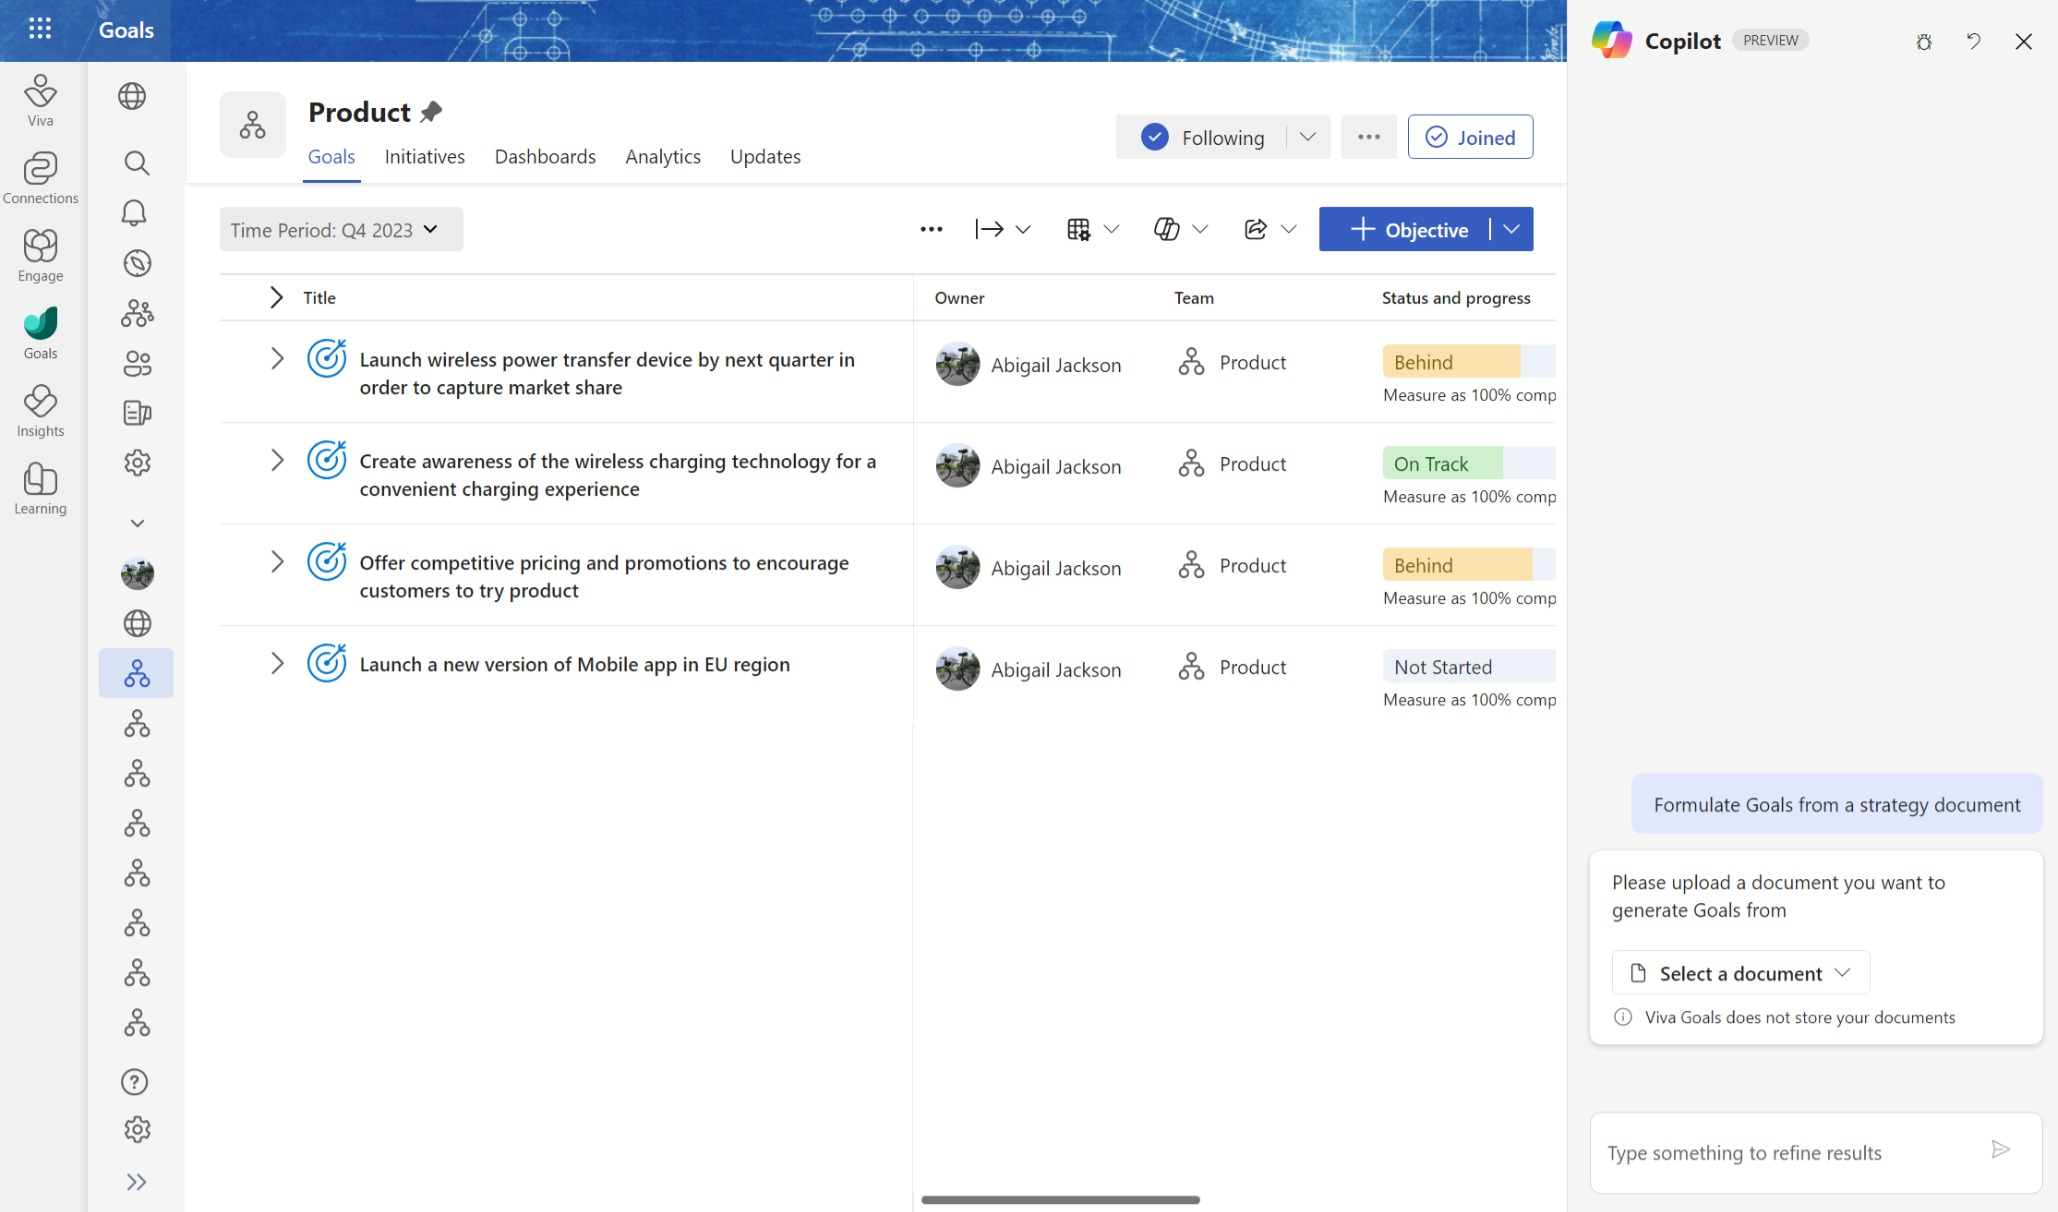 Goals
Viva
Connections
Engage
Goals
Insights
Learning
Product
Goals Initiatives Dashboards Analytics Updates
Following
Joined
Time Period: Q4 2023
Objective
Title Owner Team Status and progress
Launch wireless power transfer device by next quarter in
order to capture market share
Abigail Jackson
Product
Behind
Measure as 100% comp
Create awareness of the wireless charging technology for a
convenient charging experience
Abigail Jackson
Product
On Track
Measure as 100% comp
Offer competitive pricing and promotions to encourage
customers to try product
Abigail Jackson
Product
Behind
Measure as 100% comp
Launch a new version of Mobile app in EU region
Abigail Jackson
Product
Not Started
Measure as 100% comp
Copilot PREVIEW
Formulate Goals from a strategy document
Please upload a document you want to
generate Goals from
Select a document
Viva Goals does not store your documents
Type something to refine results